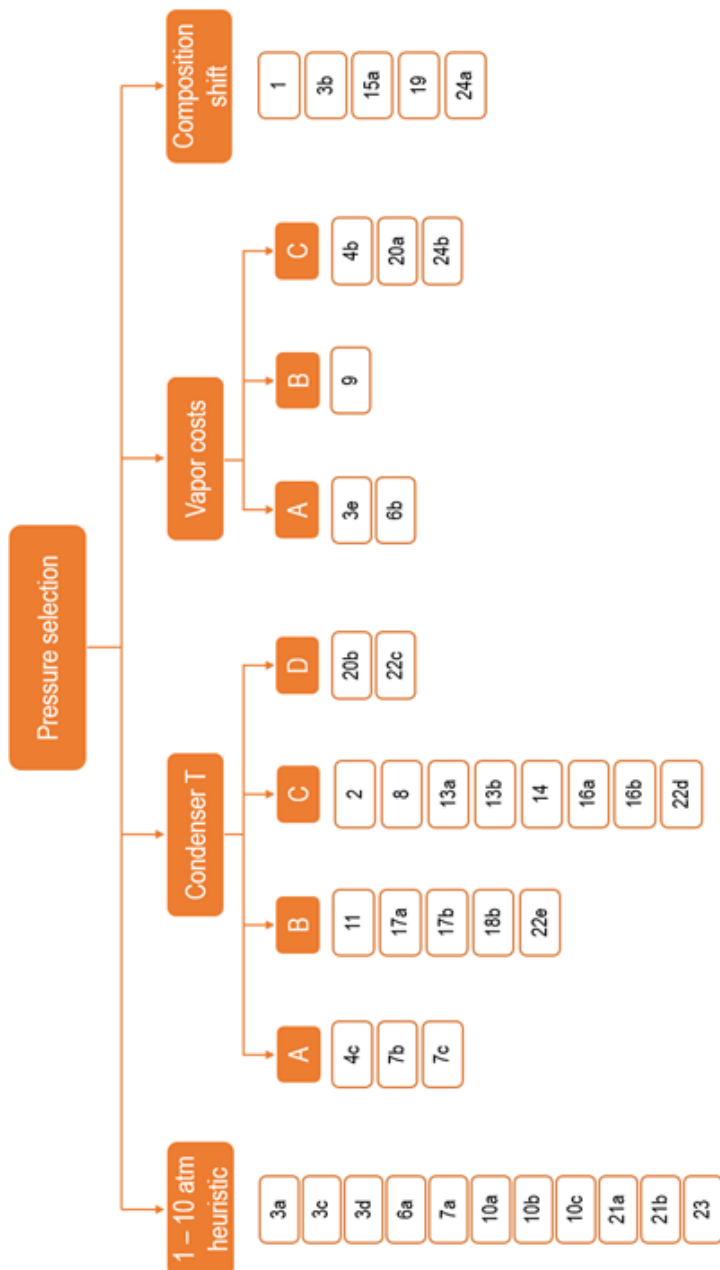 Pressure selection
1 – 10 atm
heuristic
3a
3c
3d
6a
7a
10a
10b
10c
21a
21b
23
Condenser T
A
4c
7b
7c
B
11
17a
17b
18b
22e
C
2
8
13a
13b
14
16a
16b
22d
D
20b
22c
Vapor costs
A
3e
6b
B
9
C
4b
20a
24b
Composition
shift
1
3b
15a
19
24a